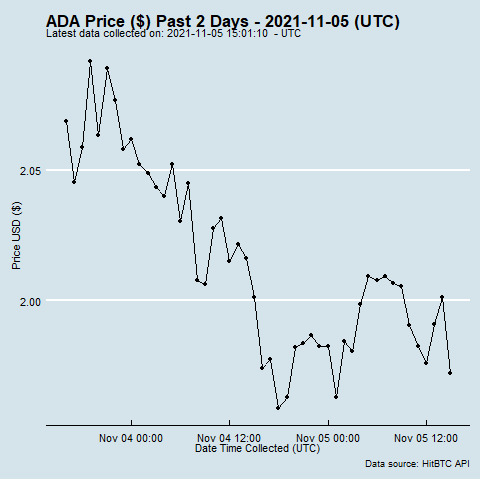 ADA Price ($) Past 2 Days - 2021-11-05 (UTC)
Latest data collected on: 2021-11-05 15:01:10  - UTC
Price USD ($)
2.05
2.00
Nov 04 00:00
Nov 04 12:00
Nov 05 00:00
Nov 05 12:00
Date Time Collected (UTC)
Data source: HitBTC API